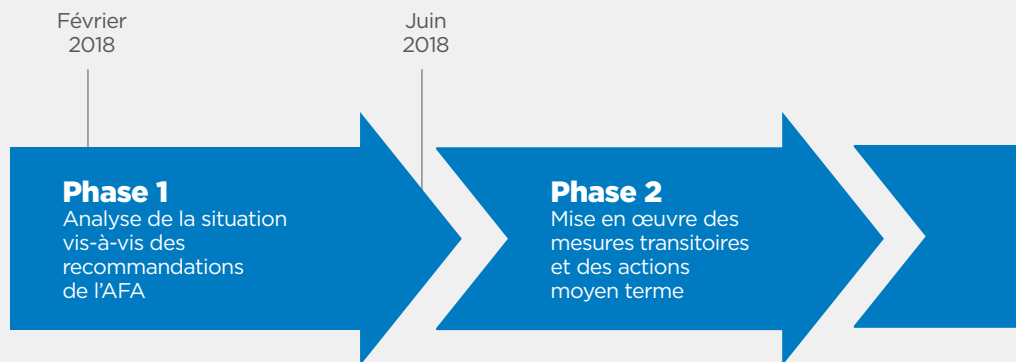 Février
2018
Juin
2018
Phase 1
Analyse de la situation
vis-à-vis des
recommandations
de l'AFA
Phase 2
Mise en œuvre des
mesures transitoires
et des actions
moyen terme